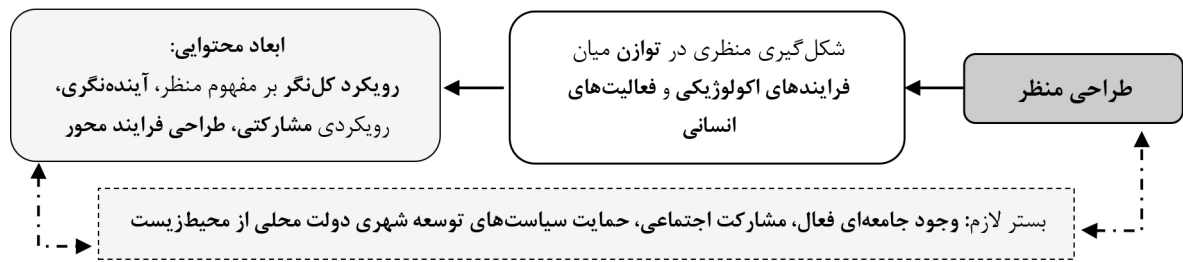 طراحی منظر
شکل‌گیری منظری در توازن میان
فرایندهای اکولوژیکی و فعالیت‌های
انسانی
ابعاد محتوایی:
رویکرد کل‌نگر بر مفهوم منظر، آینده‌نگری،
رویکردی مشارکتی، طراحی فرایند محور
بستر لازم: وجود جامعه‌ای فعال، مشارکت اجتماعی، حمایت سیاست‌های توسعه شهری دولت محلی از محیط‌زیست